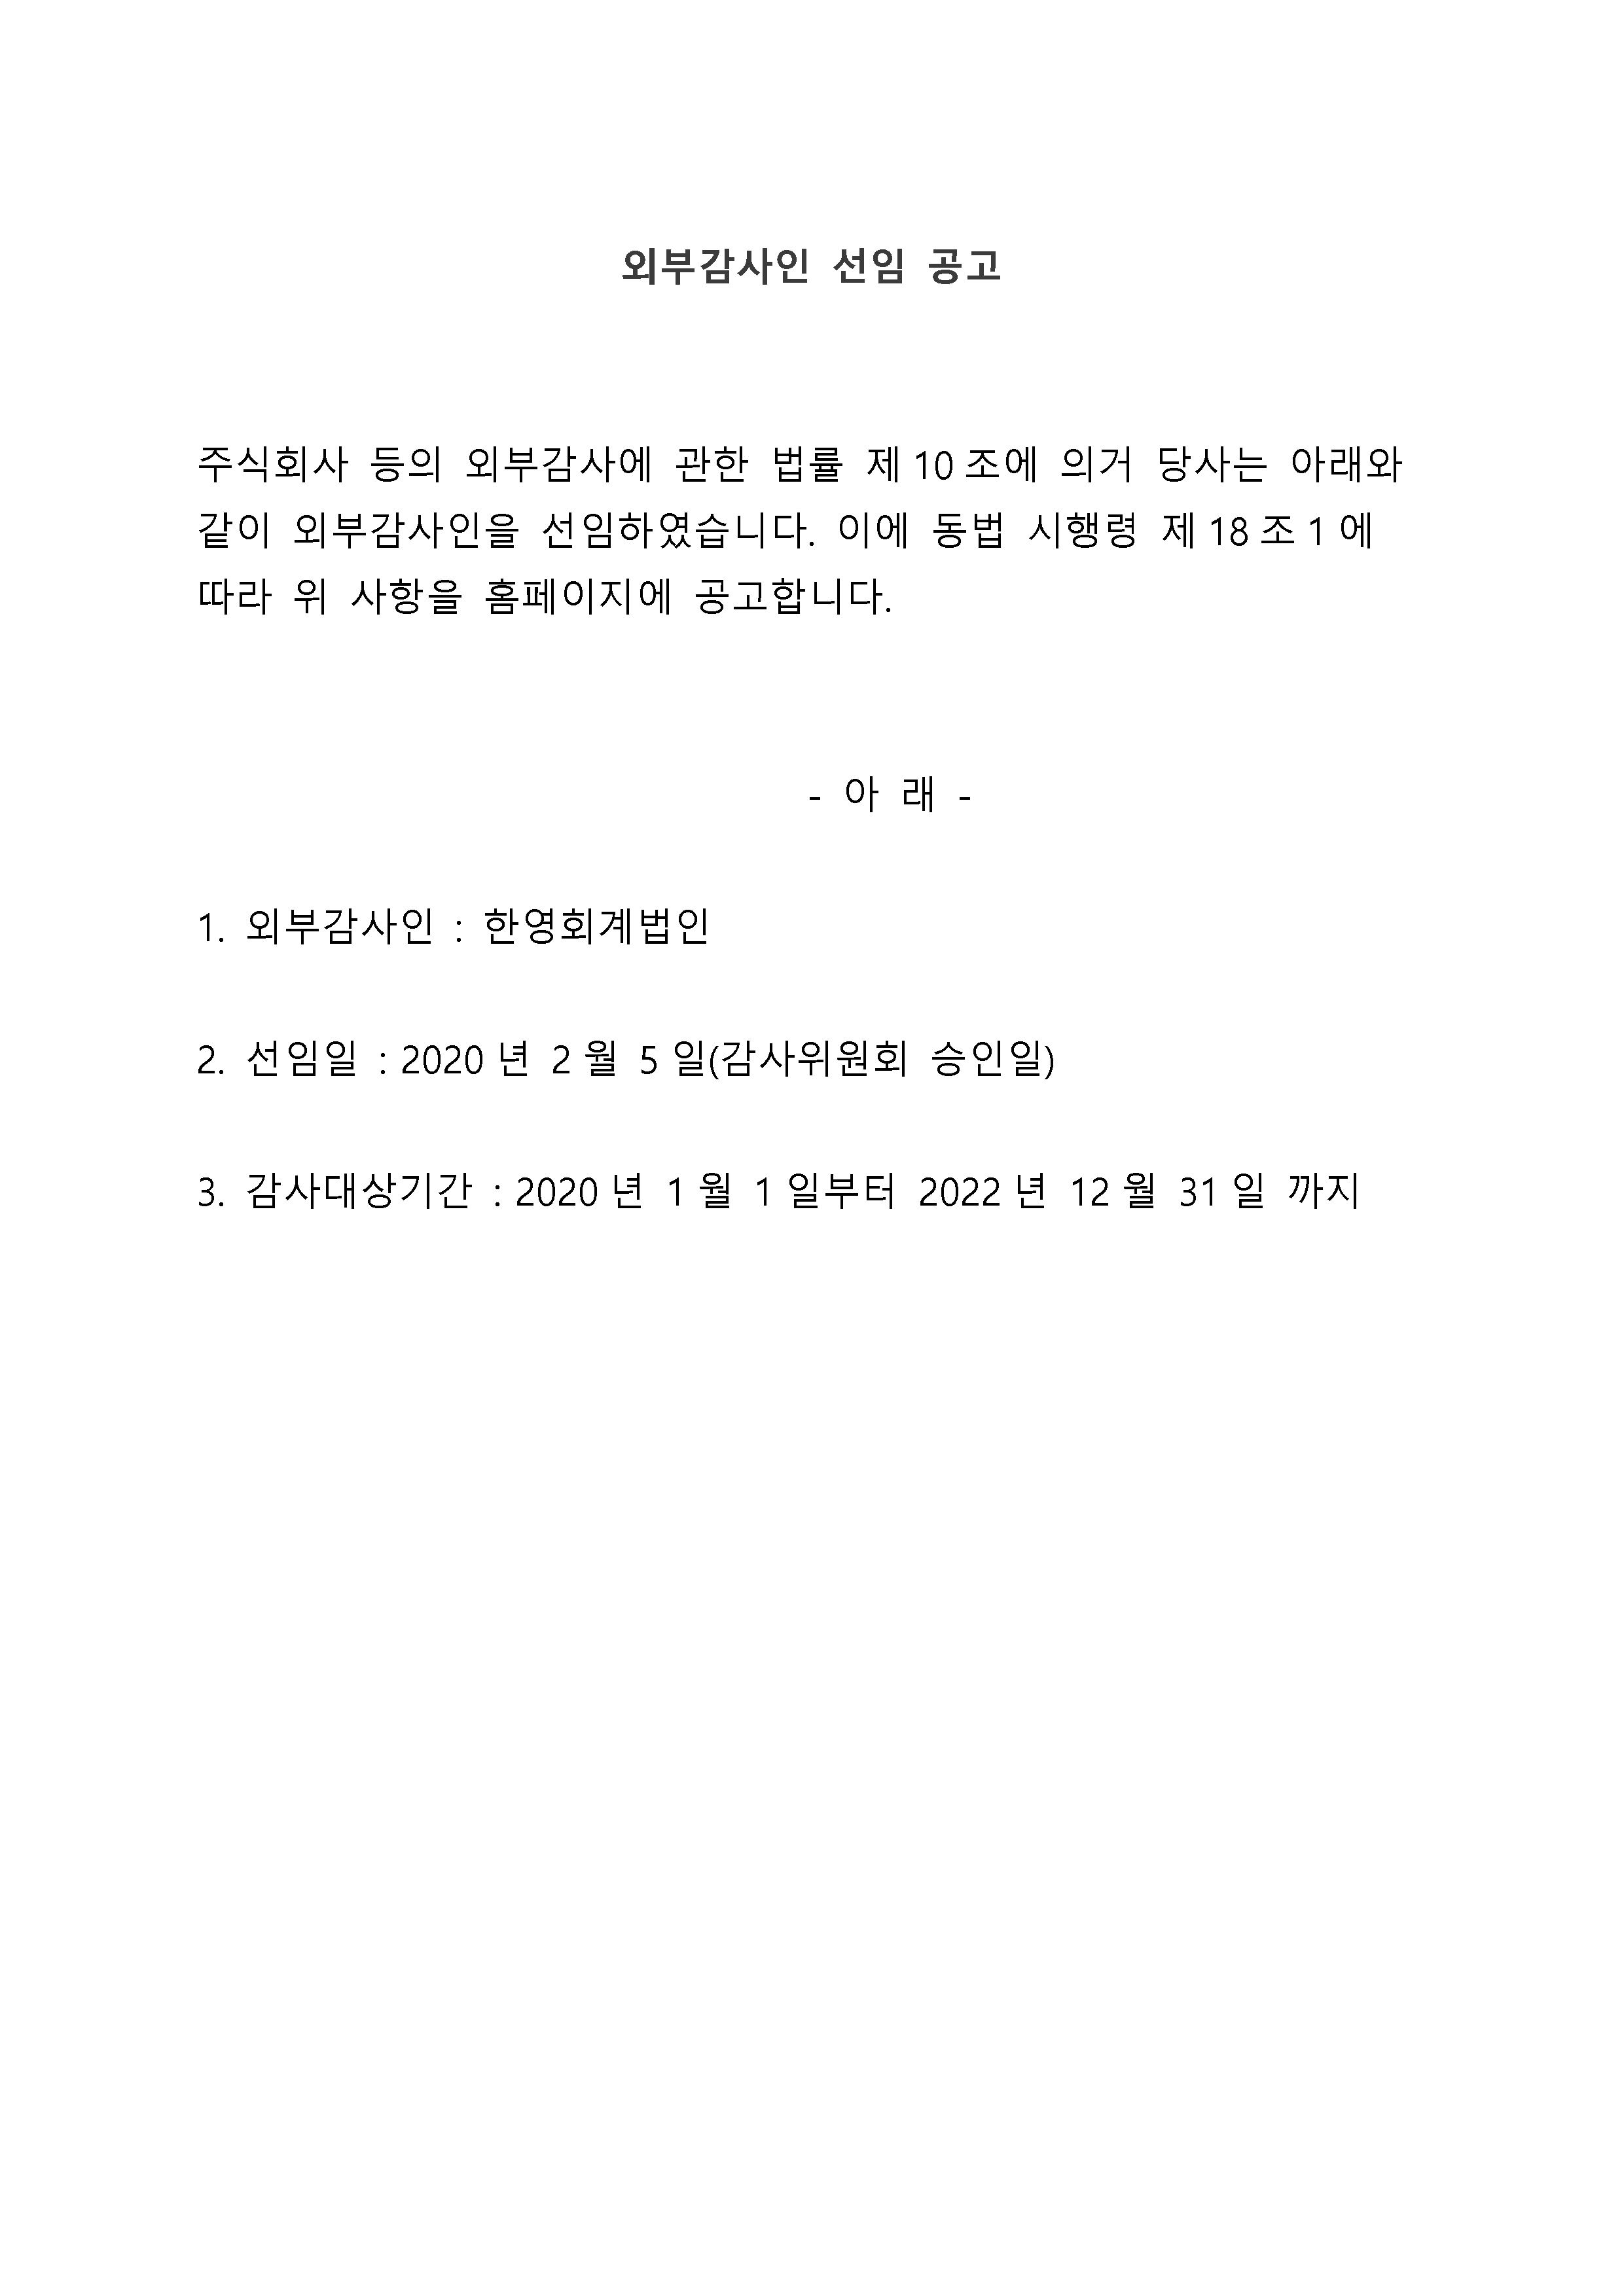 외부감사인 선임 공고
주식회사 등의 외부감사에 관한 법률 제 10 조에 의거 당사는 아래와
같이 외부감사인을 선임하였습니다. 이에 동법 시행령 제 18 조 1 에
따라 위 사항을 홈페이지에 공고합니다.
- 아 래 -
1. 외부감사인 : 한영회계법인
2. 선임일 : 2020 년 2 월 5 일(감사위원회 승인일)
3. 감사대상기간 : 2020 년 1 월 1 일부터 2022 년 12 월 31 일 까지